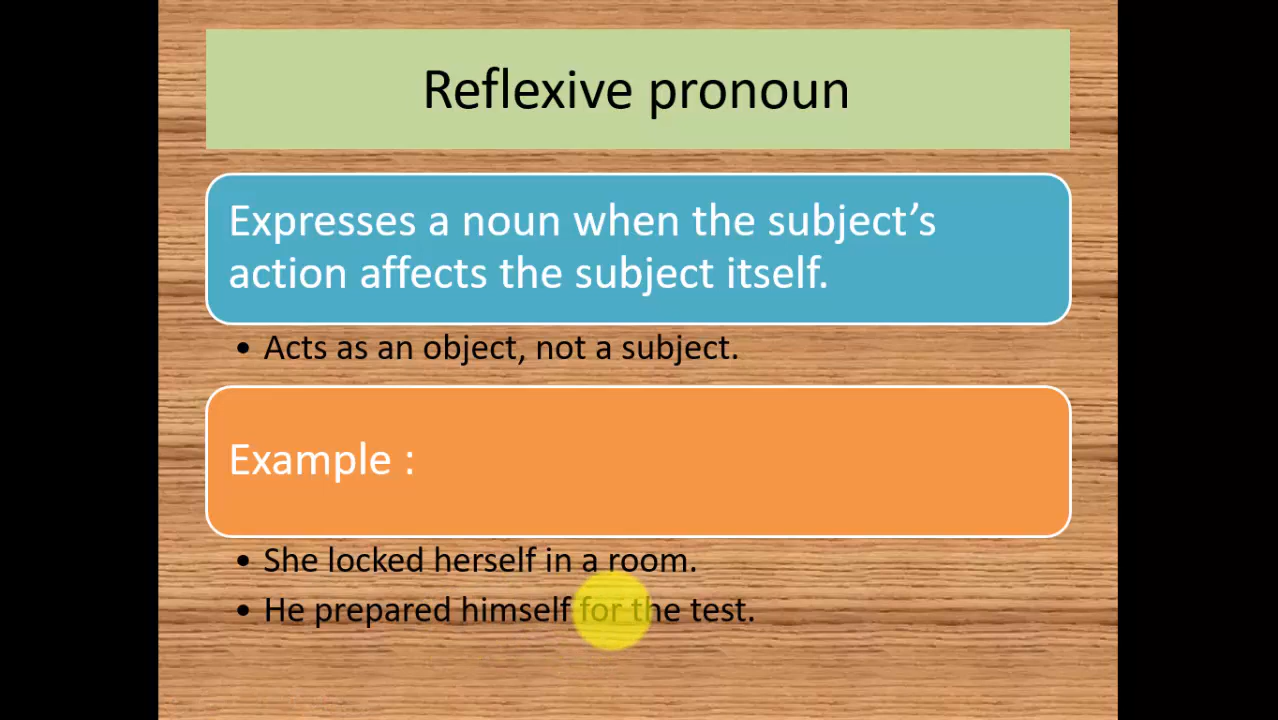 Reflexive pronoun
Expresses a noun when the subject’s
action affects the subject itself.
• Acts as an object, not a subject.
Example :
• She locked herself in a room.
• He prepared himself for the test.